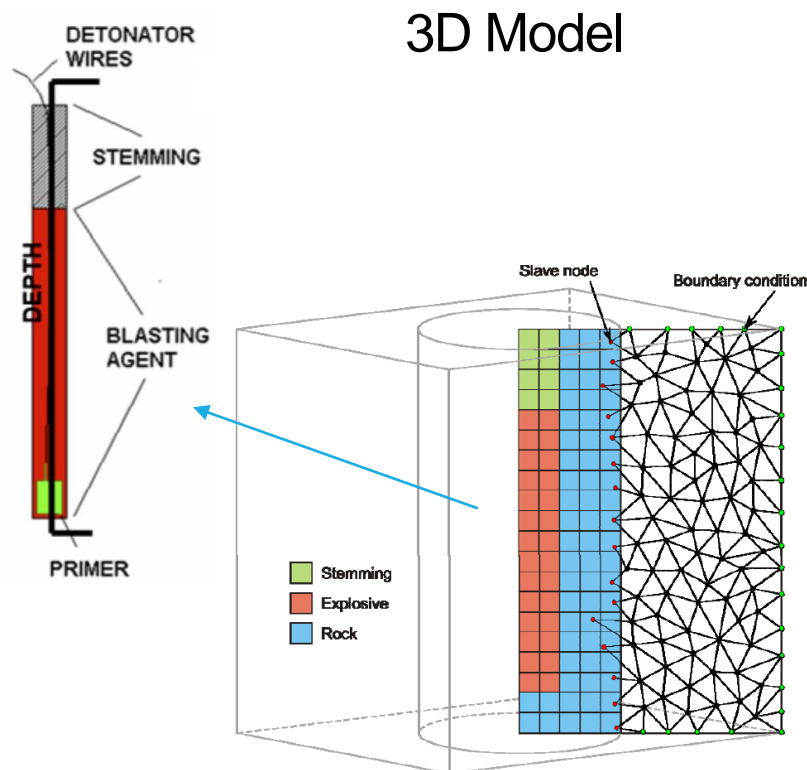 3D Model
DETONATOR
WIRES
STEMMING
DEPTH
BLASTING
AGENT
PRIMER
Slave node
Boundary condition
Stemming
Explosive
Rock